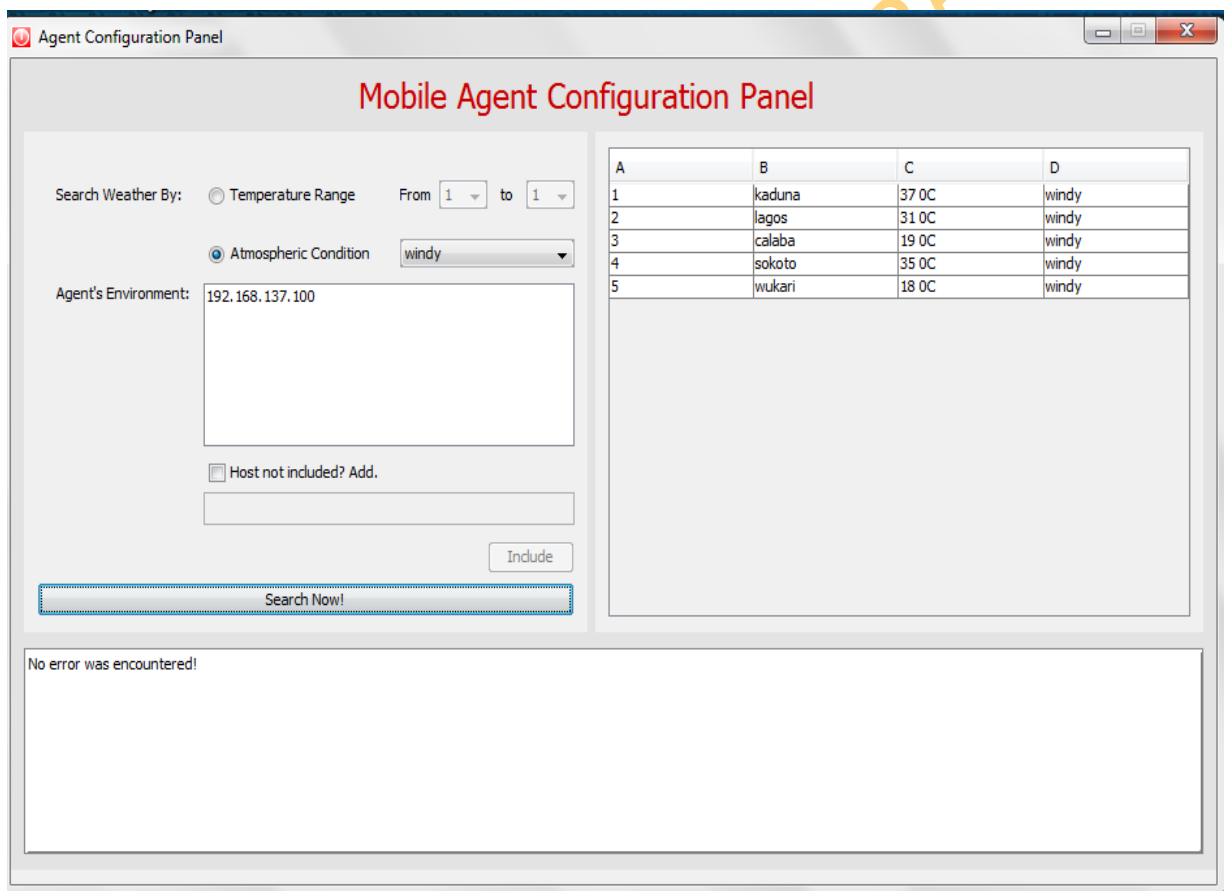 Agent Configuration Panel
Mobile Agent Configuration Panel
Search Weather By: Temperature Range From 1 to 1
Atmospheric Condition windy
Agent's Environment: 192.168.137.100
Host not included? Add.
Include
Search Now!
A B C D
1 kaduna 37 0C windy
2 lagos 31 0C windy
3 calaba 19 0C windy
4 sokoto 35 0C windy
5 wukari 18 0C windy
No error was encountered!